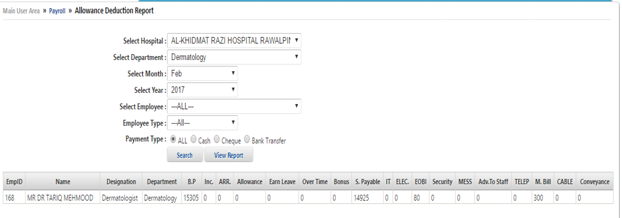 Main User Area » Payroll » Allowance Deduction Report
Select Hospital : AL-KHIDMAT RAZI HOSPITAL RAWALPIN
Select Department : Dermatology
Select Month : Feb
Select Year : 2017
Select Employee : ---ALL---
Employee Type : ---All---
Payment Type : ALL Cash Cheque Bank Transfer
Search View Report
EmpID Name Designation Department B.P Inc. ARR. Allowance Earn Leave Over Time Bonus S. Payable IT ELEC. EOBI Security MESS Adv.To Staff TELEP M. Bill CABLE Conveyance
168 MR DR TARIQ MEHMOOD Dermatologist Dermatology 15305 0 0 0 0 0 0 14925 0 0 80 0 0 0 0 300 0 0